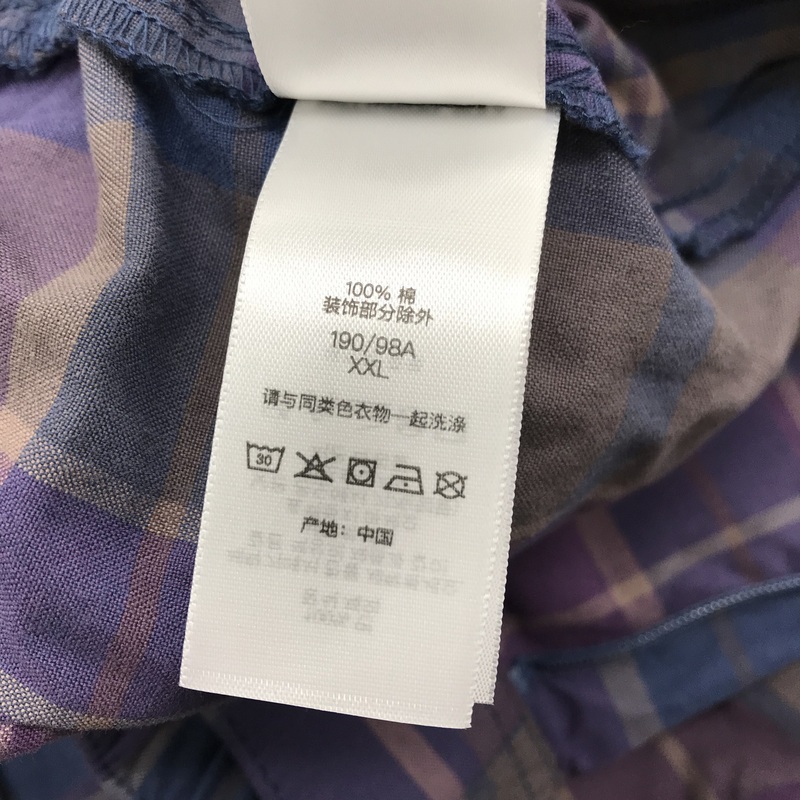 100% 棉
装饰部分除外
190/98A
XXL
请与同类色衣物一起洗涤
30
产地：中国